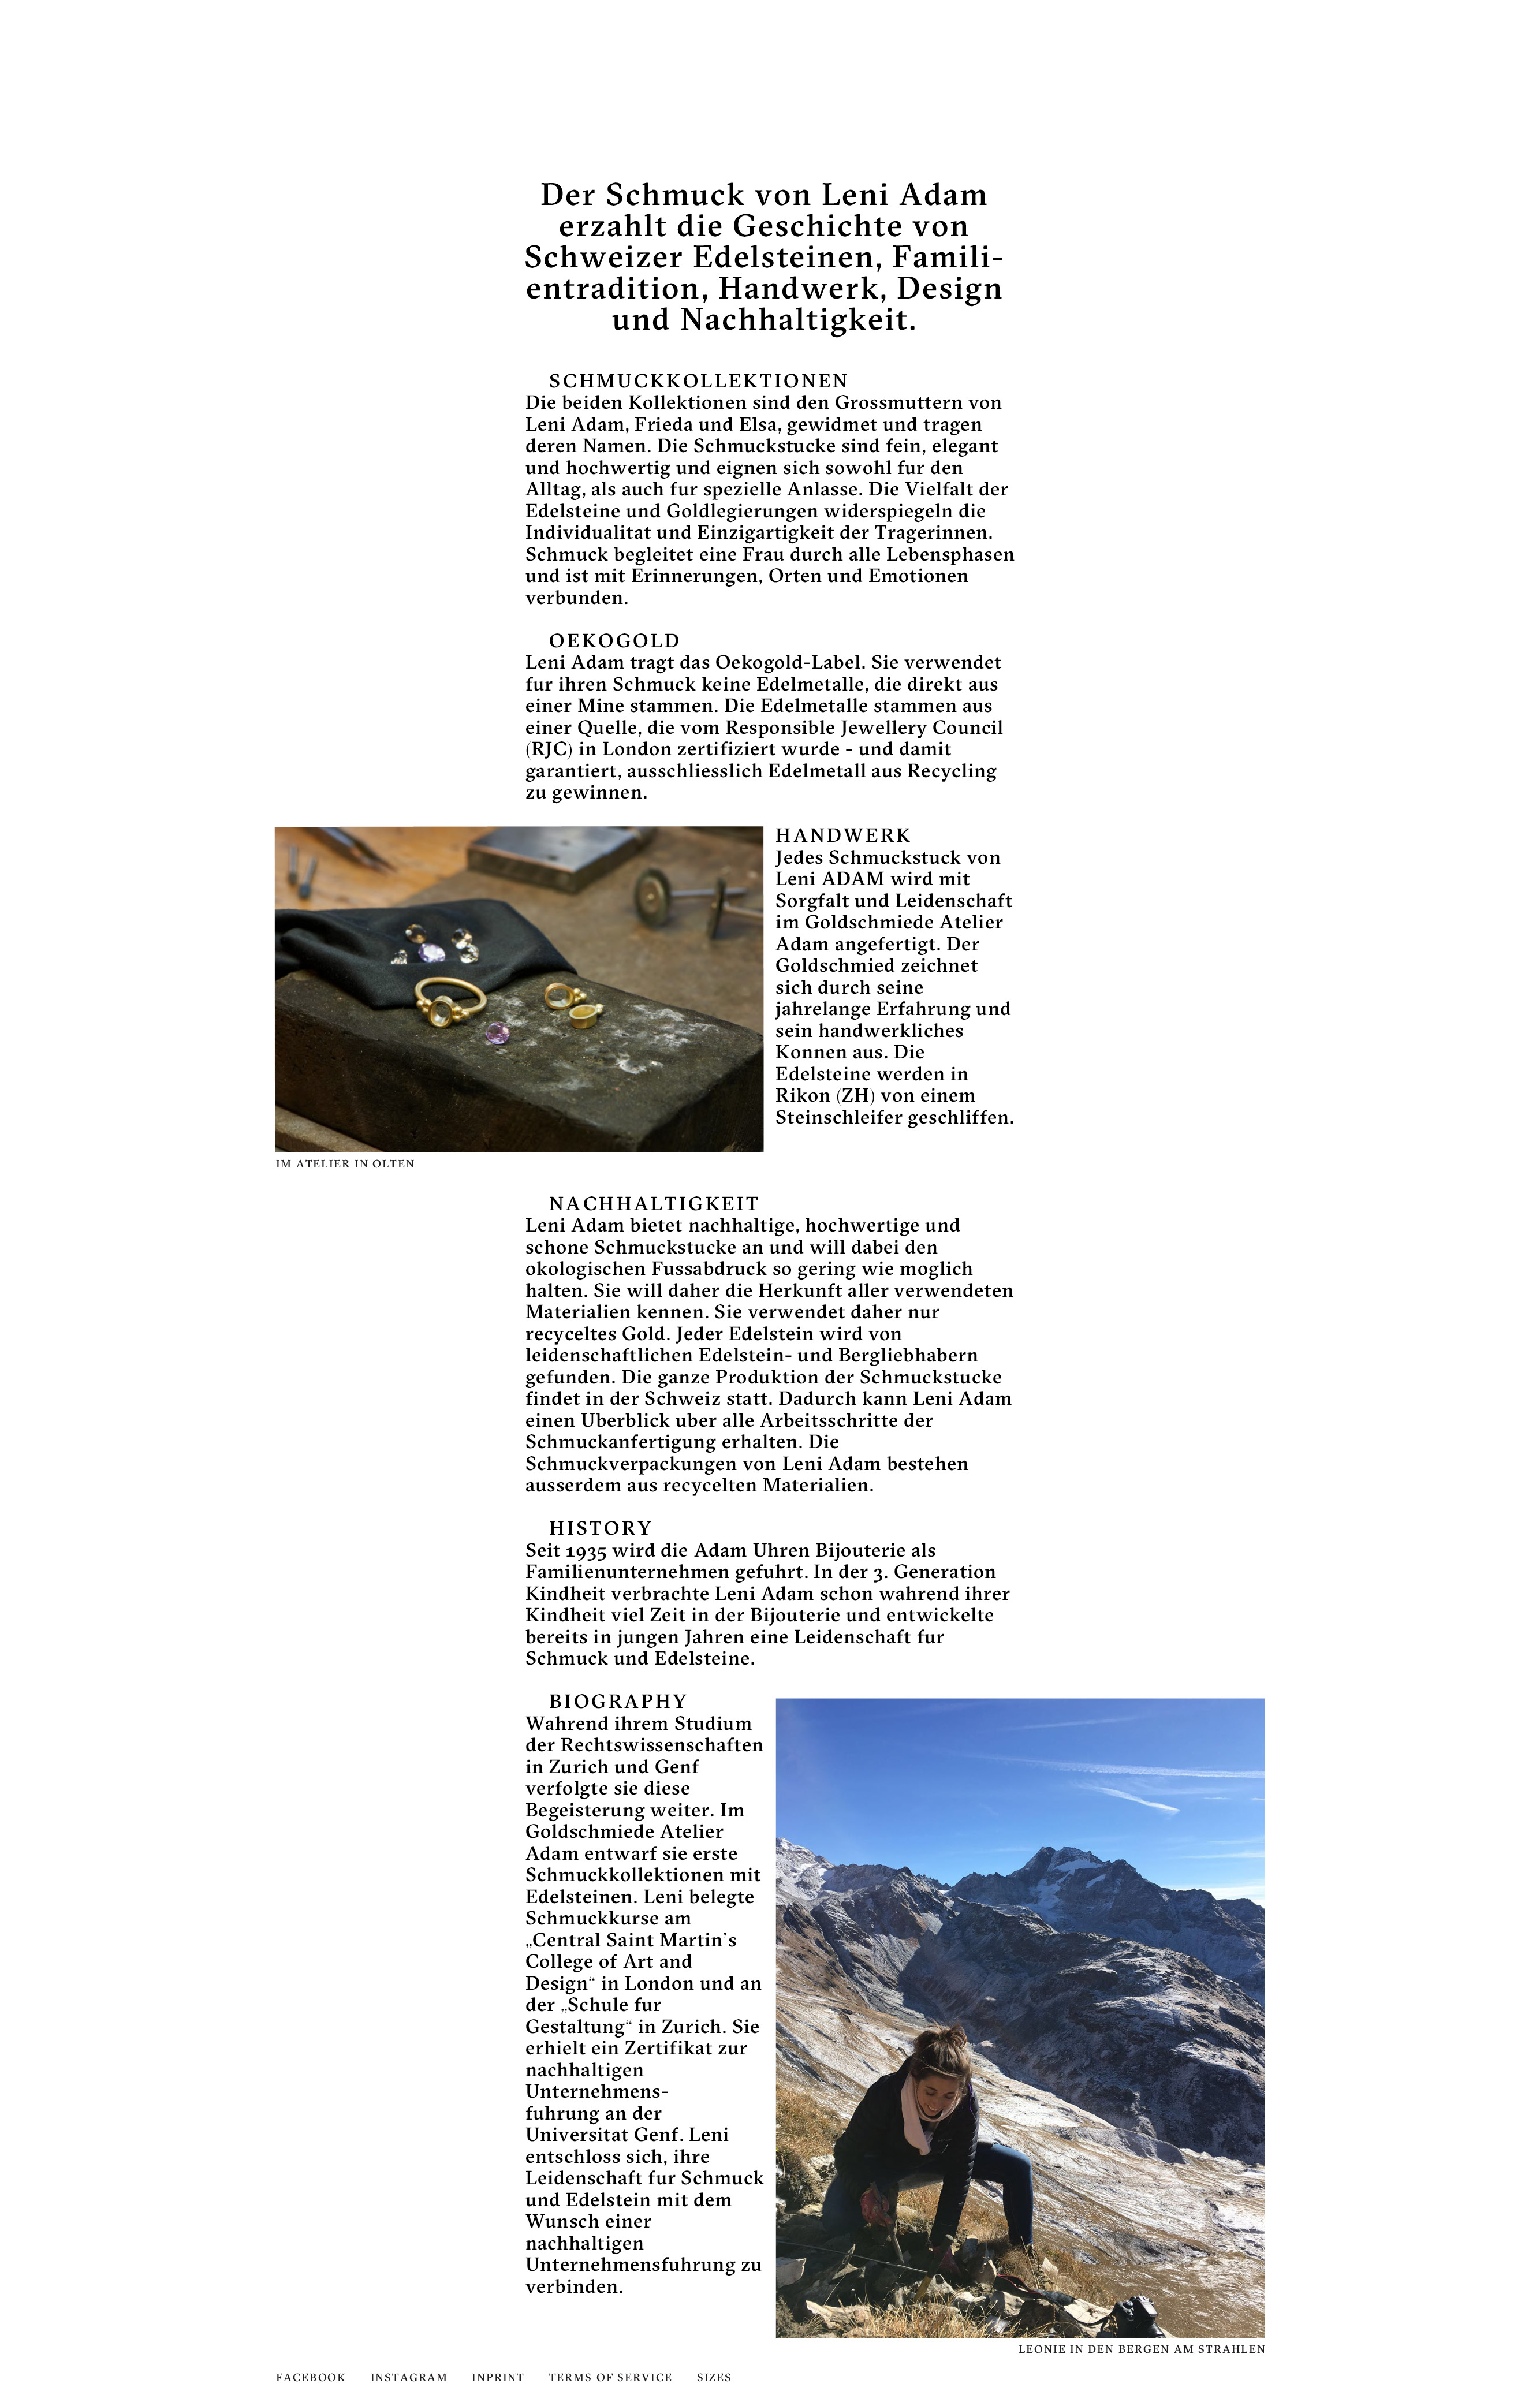 Der Schmuck von Leni Adam
erzahlt die Geschichte von
Schweizer Edelsteinen, Famili-
entradition, Handwerk, Design
und Nachhaltigkeit.
SCHMUCKKOLLEKTIONEN
Die beiden Kollektionen sind den Grossmuttern von
Leni Adam, Frieda und Elsa, gewidmet und tragen
deren Namen. Die Schmuckstucke sind fein, elegant
und hochwertig und eignen sich sowohl fur den
Alltag, als auch fur spezielle Anlasse. Die Vielfalt der
Edelsteine und Goldlegierungen widerspiegeln die
Individualitat und Einzigartigkeit der Tragerinnen.
Schmuck begleitet eine Frau durch alle Lebensphasen
und ist mit Erinnerungen, Orten und Emotionen
verbunden.
OEKOGOLD
Leni Adam tragt das Oekogold-Label. Sie verwendet
fur ihren Schmuck keine Edelmetalle, die direkt aus
einer Mine stammen. Die Edelmetalle stammen aus
einer Quelle, die vom Responsible Jewellery Council
(RJC) in London zertifiziert wurde - und damit
garantiert, ausschliesslich Edelmetall aus Recycling
zu gewinnen.
HANDWERK
Jedes Schmuckstuck von
Leni ADAM wird mit
Sorgfalt und Leidenschaft
im Goldschmiede Atelier
Adam angefertigt. Der
Goldschmied zeichnet
sich durch seine
jahrelange Erfahrung und
sein handwerkliches
Konnen aus. Die
Edelsteine werden in
Rikon (ZH) von einem
Steinschleifer geschliffen.
IM ATELIER IN OLTEN
NACHHALTIGKEIT
Leni Adam bietet nachhaltige, hochwertige und
schone Schmuckstucke an und will dabei den
okologischen Fussabdruck so gering wie moglich
halten. Sie will daher die Herkunft aller verwendeten
Materialien kennen. Sie verwendet daher nur
recyceltes Gold. Jeder Edelstein wird von
leidenschaftlichen Edelstein- und Bergliebhabern
gefunden. Die ganze Produktion der Schmuckstucke
findet in der Schweiz statt. Dadurch kann Leni Adam
einen Uberblick uber alle Arbeitsschritte der
Schmuckanfertigung erhalten. Die
Schmuckverpackungen von Leni Adam bestehen
ausserdem aus recycelten Materialien.
HISTORY
Seit 1935 wird die Adam Uhren Bijouterie als
Familienunternehmen gefuhrt. In der 3. Generation
Kindheit verbrachte Leni Adam schon wahrend ihrer
Kindheit viel Zeit in der Bijouterie und entwickelte
bereits in jungen Jahren eine Leidenschaft fur
Schmuck und Edelsteine.
BIOGRAPHY
Wahrend ihrem Studium
der Rechtswissenschaften
in Zurich und Genf
verfolgte sie diese
Begeisterung weiter. Im
Goldschmiede Atelier
Adam entwarf sie erste
Schmuckkollektionen mit
Edelsteinen. Leni belegte
Schmuckkurse am
„Central Saint Martin's
College of Art and
Design“ in London und an
der „Schule fur
Gestaltung“ in Zurich. Sie
erhielt ein Zertifikat zur
nachhaltigen
Unternehmens-
fuhrung an der
Universitat Genf. Leni
entschloss sich, ihre
Leidenschaft fur Schmuck
und Edelstein mit dem
Wunsch einer
nachhaltigen
Unternehmensfuhrung zu
verbinden.
LEONIE IN DEN BERGEN AM STRAHLEN
FACEBOOK INSTAGRAM INPRINT TERMS OF SERVICE SIZES